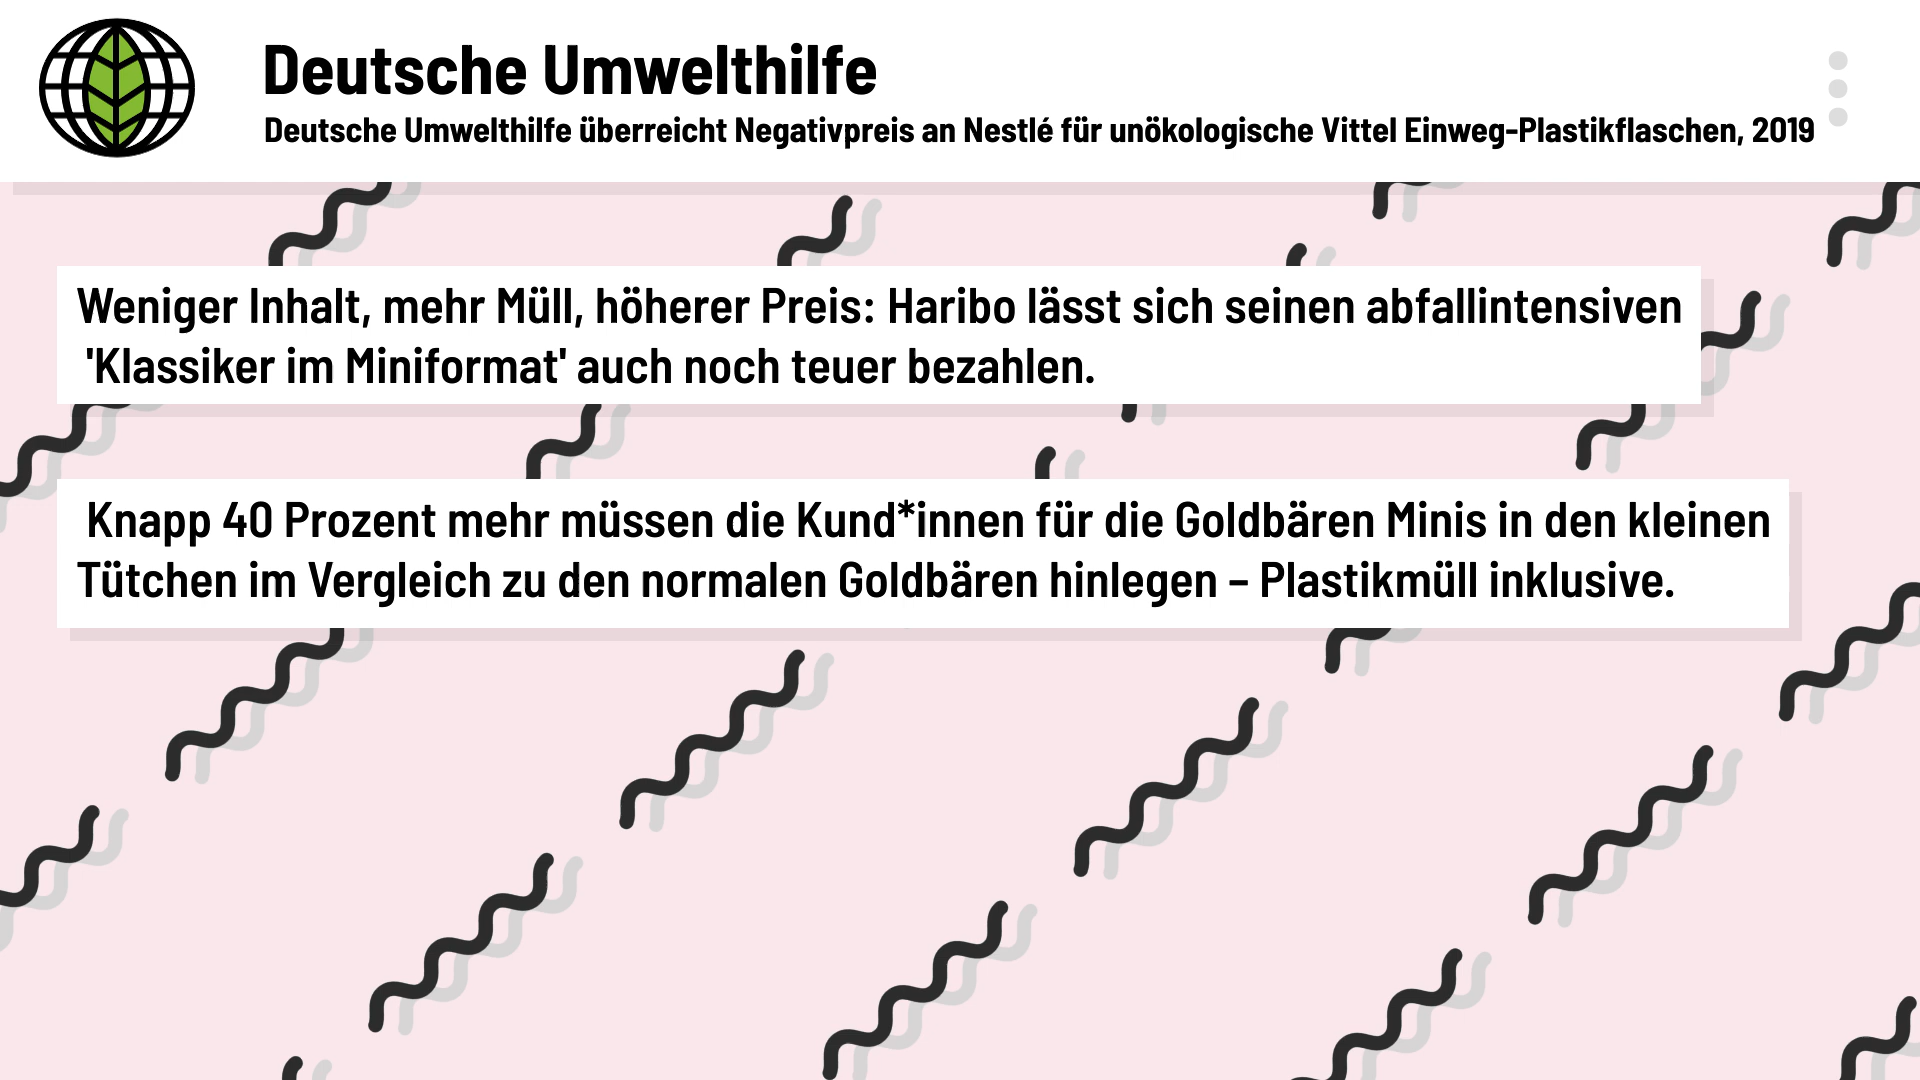 Deutsche Umwelthilfe
Deutsche Umwelthilfe überreicht Negativpreis an Nestlé für unökologische Vittel Einweg-Plastikflaschen, 2019
Weniger Inhalt, mehr Müll, höherer Preis: Haribo lässt sich seinen abfallintensiven
'Klassiker im Miniformat' auch noch teuer bezahlen.
Knapp 40 Prozent mehr müssen die Kund*innen für die Goldbären Minis in den kleinen
Tütchen im Vergleich zu den normalen Goldbären hinlegen – Plastikmüll inklusive.